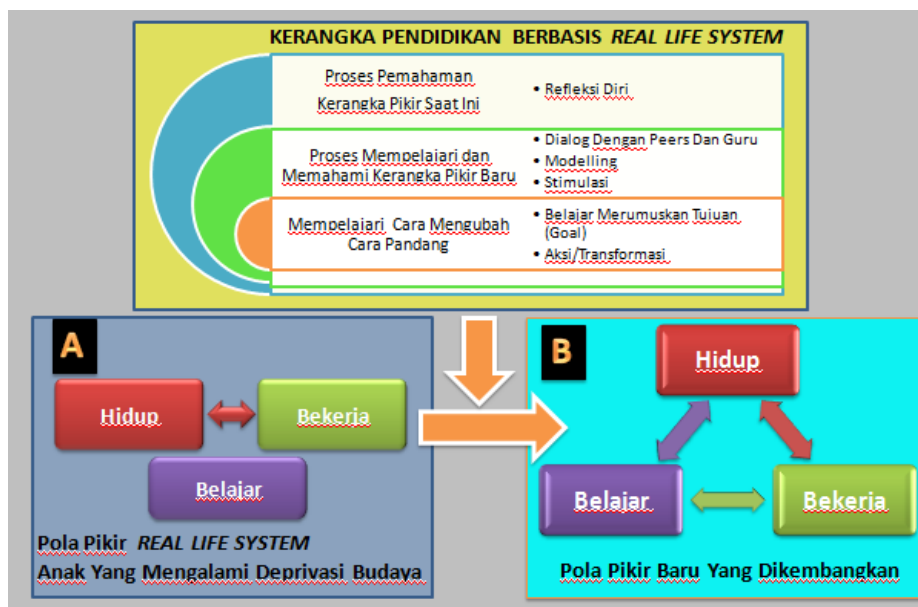 KERANGKA PENDIDIKAN BERBASIS REAL LIFE SYSTEM
Proses Pemahaman
Kerangka Pikir Saat Ini
• Refleksi Diri
Proses Mempelajari dan
Memahami Kerangka Pikir Baru
• Dialog Dengan Peers Dan Guru
• Modelling
• Stimulasi
Mempelajari Cara Mengubah
Cara Pandang
• Belajar Merumuskan Tujuan
(Goal)
• Aksi/Transformasi
A
Hidup
Bekerja
Belajar
Pola Pikir REAL LIFE SYSTEM
Anak Yang Mengalami Deprivasi Budaya
B
Hidup
Belajar
Bekerja
Pola Pikir Baru Yang Dikembangkan